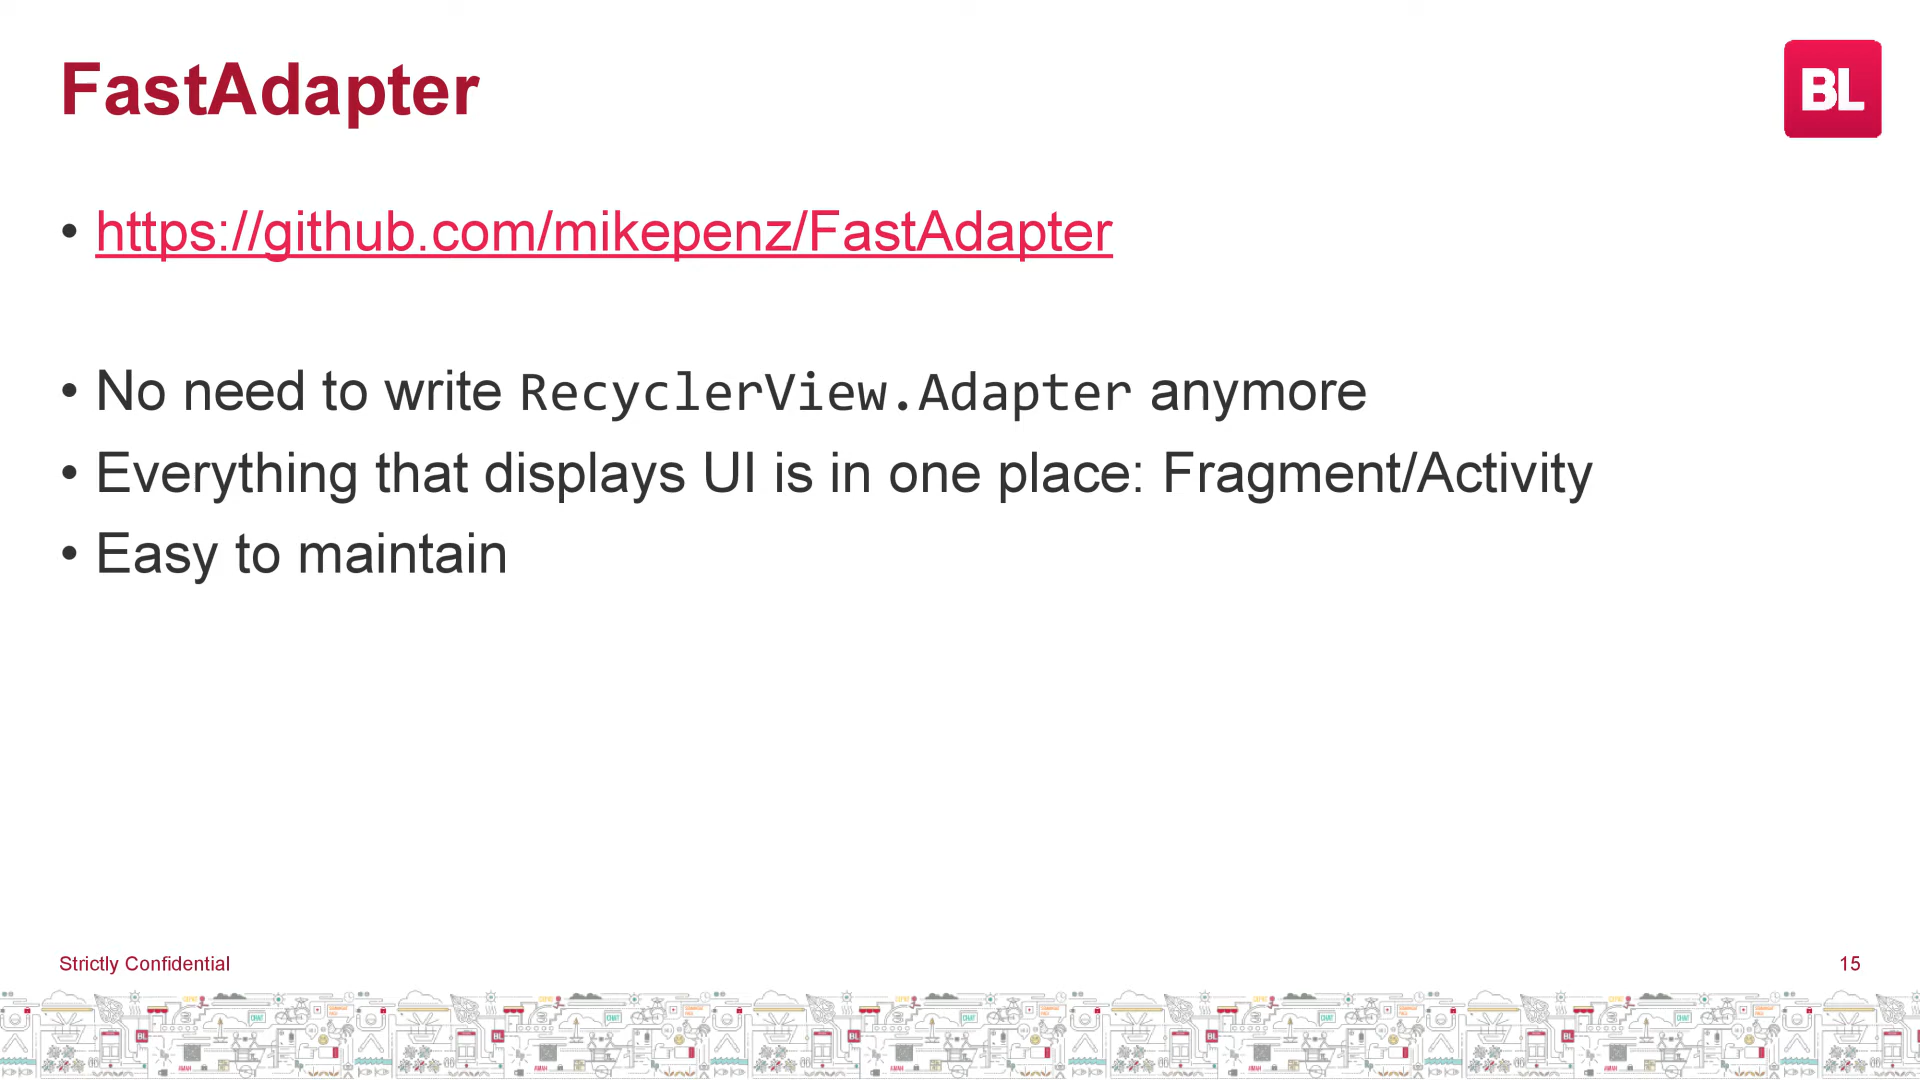 FastAdapter
BL
• https://github.com/mikepenz/FastAdapter
• No need to write RecyclerView.Adapter anymore
• Everything that displays UI is in one place: Fragment/Activity
• Easy to maintain
Strictly Confidential
15